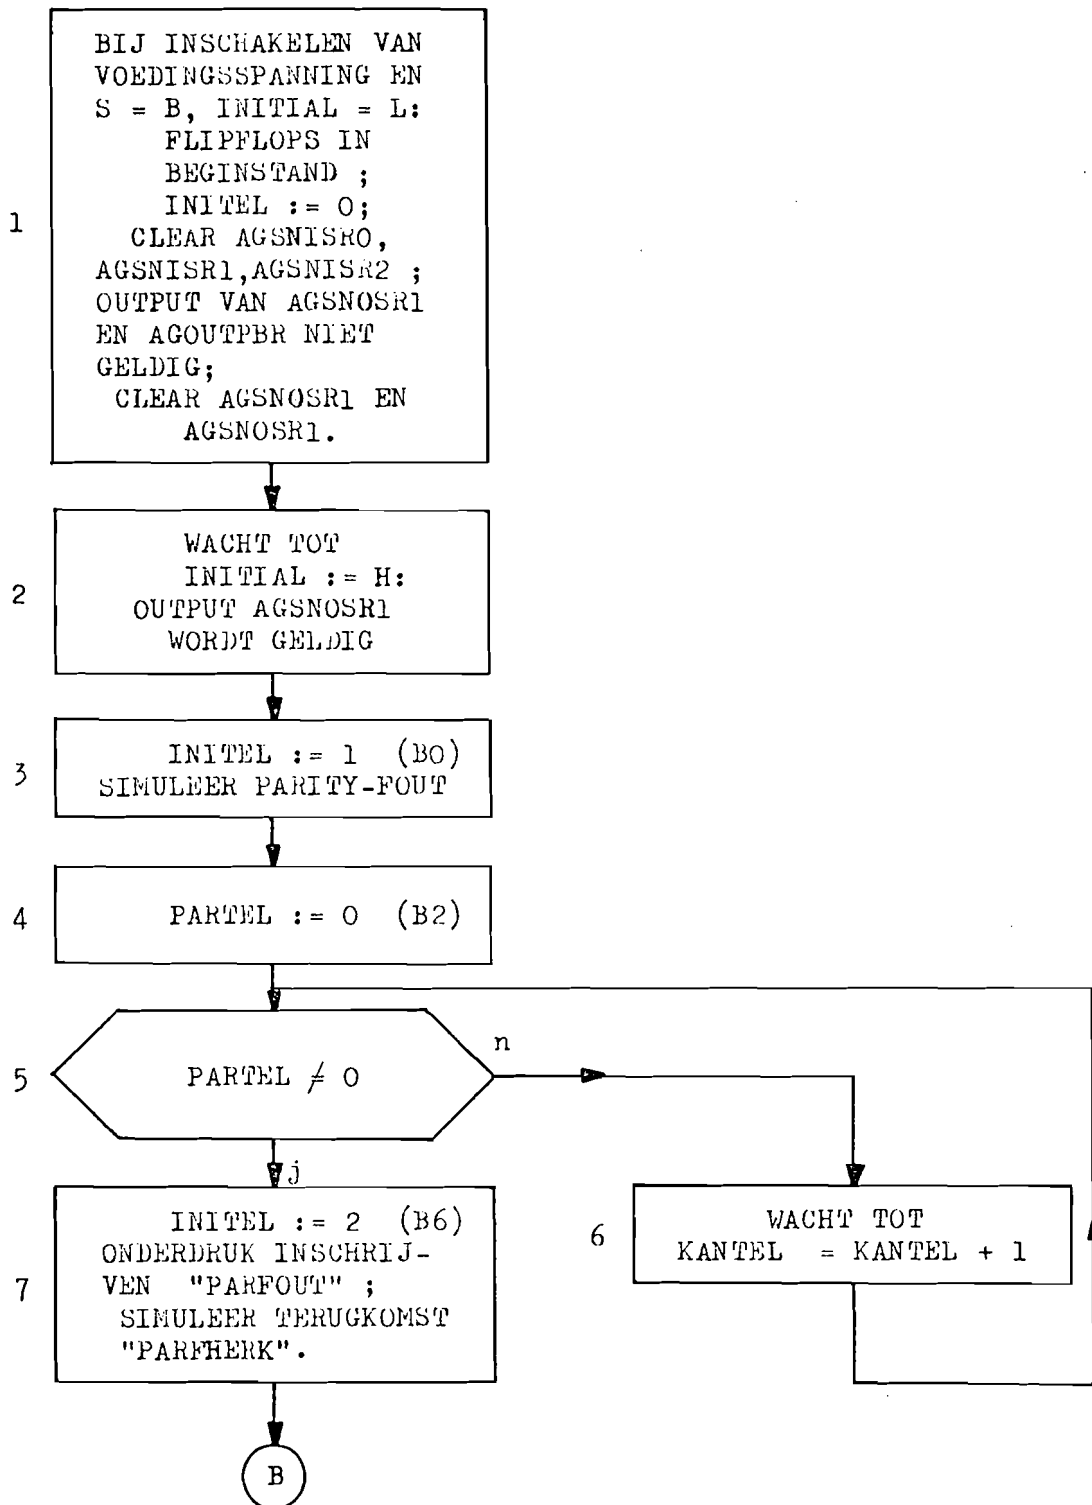 1
BIJ INSCHAKELEN VAN
VOEDINGSSPANNING EN
S = B, INITIAL = L:
FLIPFLOPS IN
BEGINSTAND ;
INITEL := 0;
CLEAR AGSNISR0,
AGSNISR1,AGSNISR2 ;
OUTPUT VAN AGSNOSR1
EN AGOUTPBR NIET
GELDIG;
CLEAR AGSNOSR1 EN
AGSNOSR1.
2
WACHT TOT
INITIAL := H:
OUTPUT AGSNOSR1
WORDT GELDIG
3
INITEL := 1 (B0)
SIMULEER PARITY-FOUT
4
PARTEL := 0 (B2)
5
PARTEL ≠ 0
n
j
6
WACHT TOT
KANTEL = KANTEL + 1
7
INITEL := 2 (B6)
ONDERDRUK INSCHRIJ-
VEN "PARFOUT" ;
SIMULEER TERUGKOMST
"PARFHERK".
B